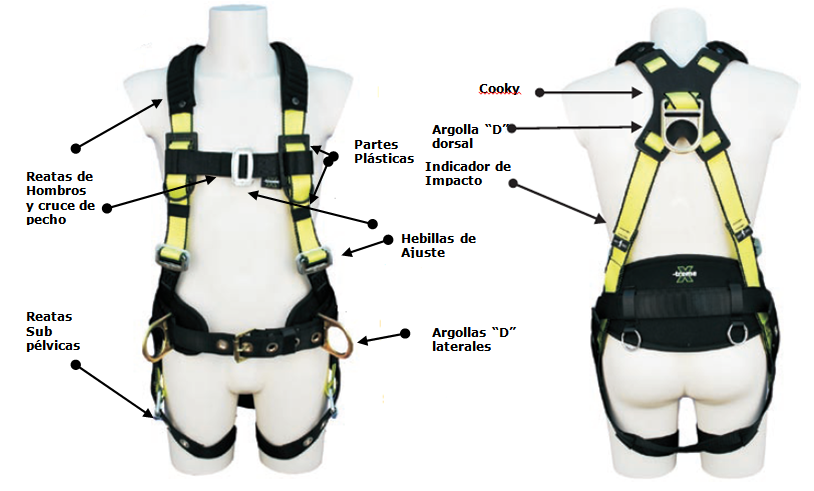 Reatas de
Hombros
y cruce de
pecho
Partes
Plásticas
Hebillas de
Ajuste
Reatas
Sub
pélvicas
Argollas “D”
laterales
Cooky
Argolla “D”
dorsal
Indicador de
Impacto
X